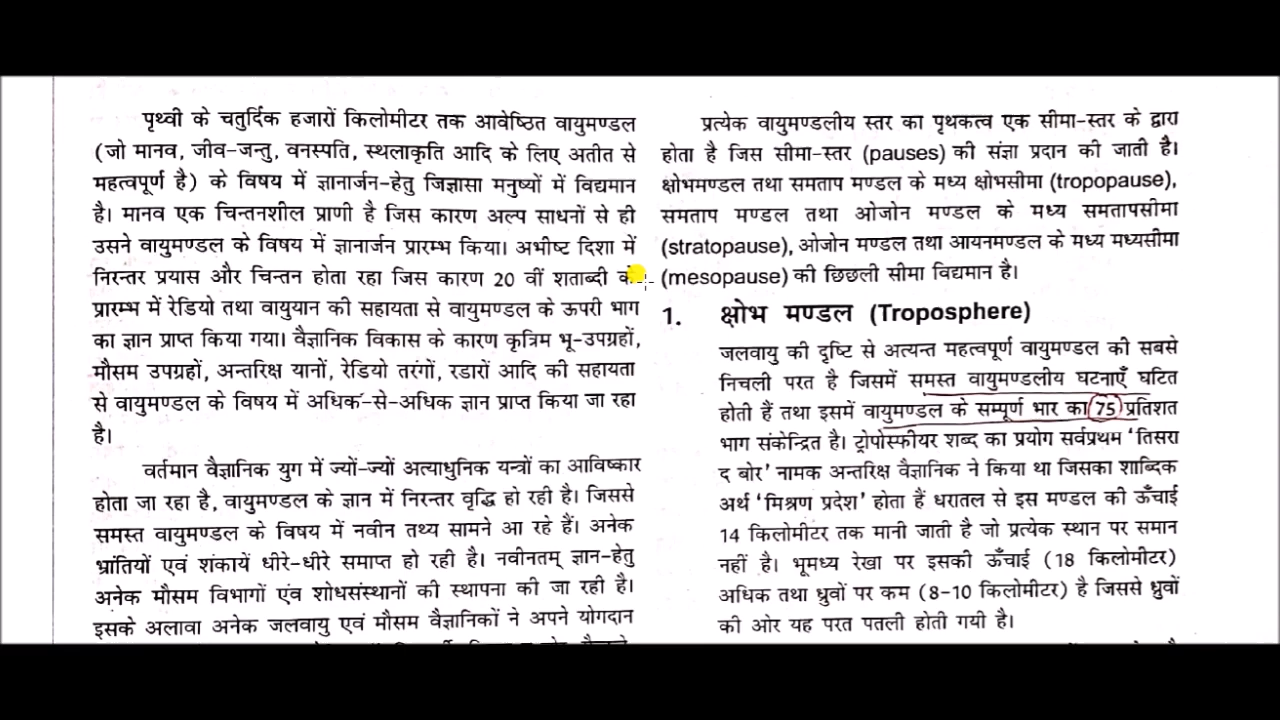 पृथ्वी के चतुर्दिक हजारों किलोमीटर तक आवेष्ठित वायुमण्डल
(जो मानव, जीव-जन्तु, वनस्पति, स्थलाकृति आदि के लिए अतीत से
महत्वपूर्ण है) के विषय में ज्ञानार्जन-हेतु जिज्ञासा मनुष्यों में विद्यमान
है। मानव एक चिन्तनशील प्राणी है जिस कारण अल्प साधनों से ही
उसने वायुमण्डल के विषय में ज्ञानार्जन प्रारम्भ किया। अभीष्ट दिशा में
निरन्तर प्रयास और चिन्तन होता रहा जिस कारण 20 वीं शताब्दी
प्रारम्भ में रेडियो तथा वायुयान की सहायता से वायुमण्डल के ऊपरी भाग
का ज्ञान प्राप्त किया गया। वैज्ञानिक विकास के कारण कृत्रिम भू-उपग्रहों,
मौसम उपग्रहों, अन्तरिक्ष यानों, रेडियो तरंगों, रडारों आदि की सहायता
से वायुमण्डल के विषय में अधिक-से-अधिक ज्ञान प्राप्त किया जा रहा
है।
वर्तमान वैज्ञानिक युग में ज्यों-ज्यों अत्याधुनिक यन्त्रों का आविष्कार
होता जा रहा है, वायुमण्डल के ज्ञान में निरन्तर वृद्धि हो रही है। जिससे
समस्त वायुमण्डल के विषय में नवीन तथ्य सामने आ रहे हैं। अनेक
भ्रातियों एवं शंकायें धीरे-धीरे समाप्त हो रही है। नवीनतम् ज्ञान-हेतु
अनेक मौसम विभागों एंव शोधसंस्थानों की स्थापना की जा रही है।
इसके अलावा अनेक जलवायु एवं मौसम वैज्ञानिकों ने अपने योगदान
प्रत्येक वायुमण्डलीय स्तर का पृथकत्व एक सीमा-स्तर के द्वारा
होता है जिस सीमा-स्तर (pauses) की संज्ञा प्रदान की जाती है।
क्षोभमण्डल तथा समताप मण्डल के मध्य क्षोभसीमा (tropopause),
समताप मण्डल तथा ओजोन मण्डल के मध्य समतापसीमा
(stratopause), ओजोन मण्डल तथा आयनमण्डल के मध्य मध्यसीमा
(mesopause) की छिछली सीमा विद्यमान है।
1. क्षोभ मण्डल (Troposphere)
जलवायु की दृष्टि से अत्यन्त महत्वपूर्ण वायुमण्डल की सबसे
निचली परत है जिसमें समस्त वायुमण्डलीय घटनाएँ घटित
होती हैं तथा इसमें वायुमण्डल के सम्पूर्ण भार का 75 प्रतिशत
भाग संकेन्द्रित है। ट्रोपोस्फीयर शब्द का प्रयोग सर्वप्रथम 'तिसरा
द बोर' नामक अन्तरिक्ष वैज्ञानिक ने किया था जिसका शाब्दिक
अर्थ 'मिश्रण प्रदेश' होता हैं धरातल से इस मण्डल की ऊँचाई
14 किलोमीटर तक मानी जाती है जो प्रत्येक स्थान पर समान
नहीं है। भूमध्य रेखा पर इसकी ऊँचाई (18 किलोमीटर)
अधिक तथा ध्रुवों पर कम (8-10 किलोमीटर) है जिससे ध्रुवों
की ओर यह परत पतली होती गयी है।